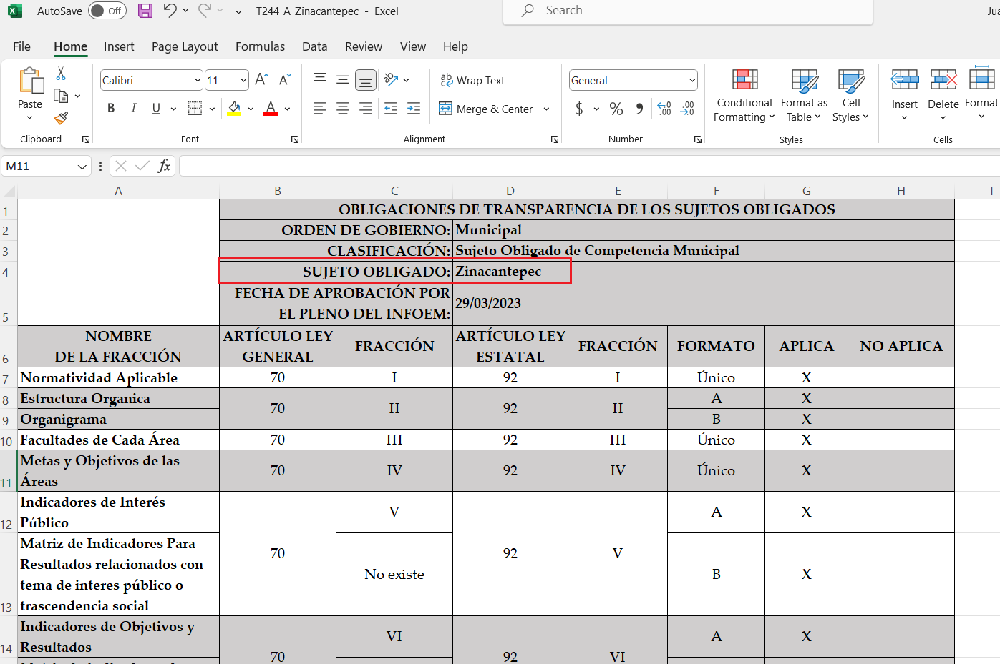 AutoSave Off T244_A_Zinacantepec - Excel Search
File Home Insert Page Layout Formulas Data Review View Help
Paste
Clipboard
Calibri 11
B I U A
Font
ab Wrap Text
Merge & Center
Alignment
General
$ % 9 .00 .00
Number
Conditional Formatting
Format as Table
Cell Styles
Styles
Insert Delete Format
Cells
M11 fx
A B C D E F G H I
1 OBLIGACIONES DE TRANSPARENCIA DE LOS SUJETOS OBLIGADOS
2 ORDEN DE GOBIERNO: Municipal
3 CLASIFICACIÓN: Sujeto Obligado de Competencia Municipal
4 SUJETO OBLIGADO: Zinacantepec
FECHA DE APROBACIÓN POR
5 EL PLENO DEL INFOEM: 29/03/2023
NOMBRE ARTÍCULO LEY FRACCIÓN ARTÍCULO LEY FRACCIÓN FORMATO APLICA NO APLICA
6 DE LA FRACCIÓN GENERAL ESTATAL
7 Normatividad Aplicable 70 I 92 I Único X
8 Estructura Organica 70 II 92 II A X
9 Organigrama B X
10 Facultades de Cada Área 70 III 92 III Único X
Metas y Objetivos de las
11 Áreas 70 IV 92 IV Único X
Indicadores de Interés
12 Público V A X
Matriz de Indicadores Para
Resultados relacionados con 70 92 V
tema de interes público o No existe B X
13 trascendencia social
Indicadores de Objetivos y
14 Resultados VI A X
70 92 VI